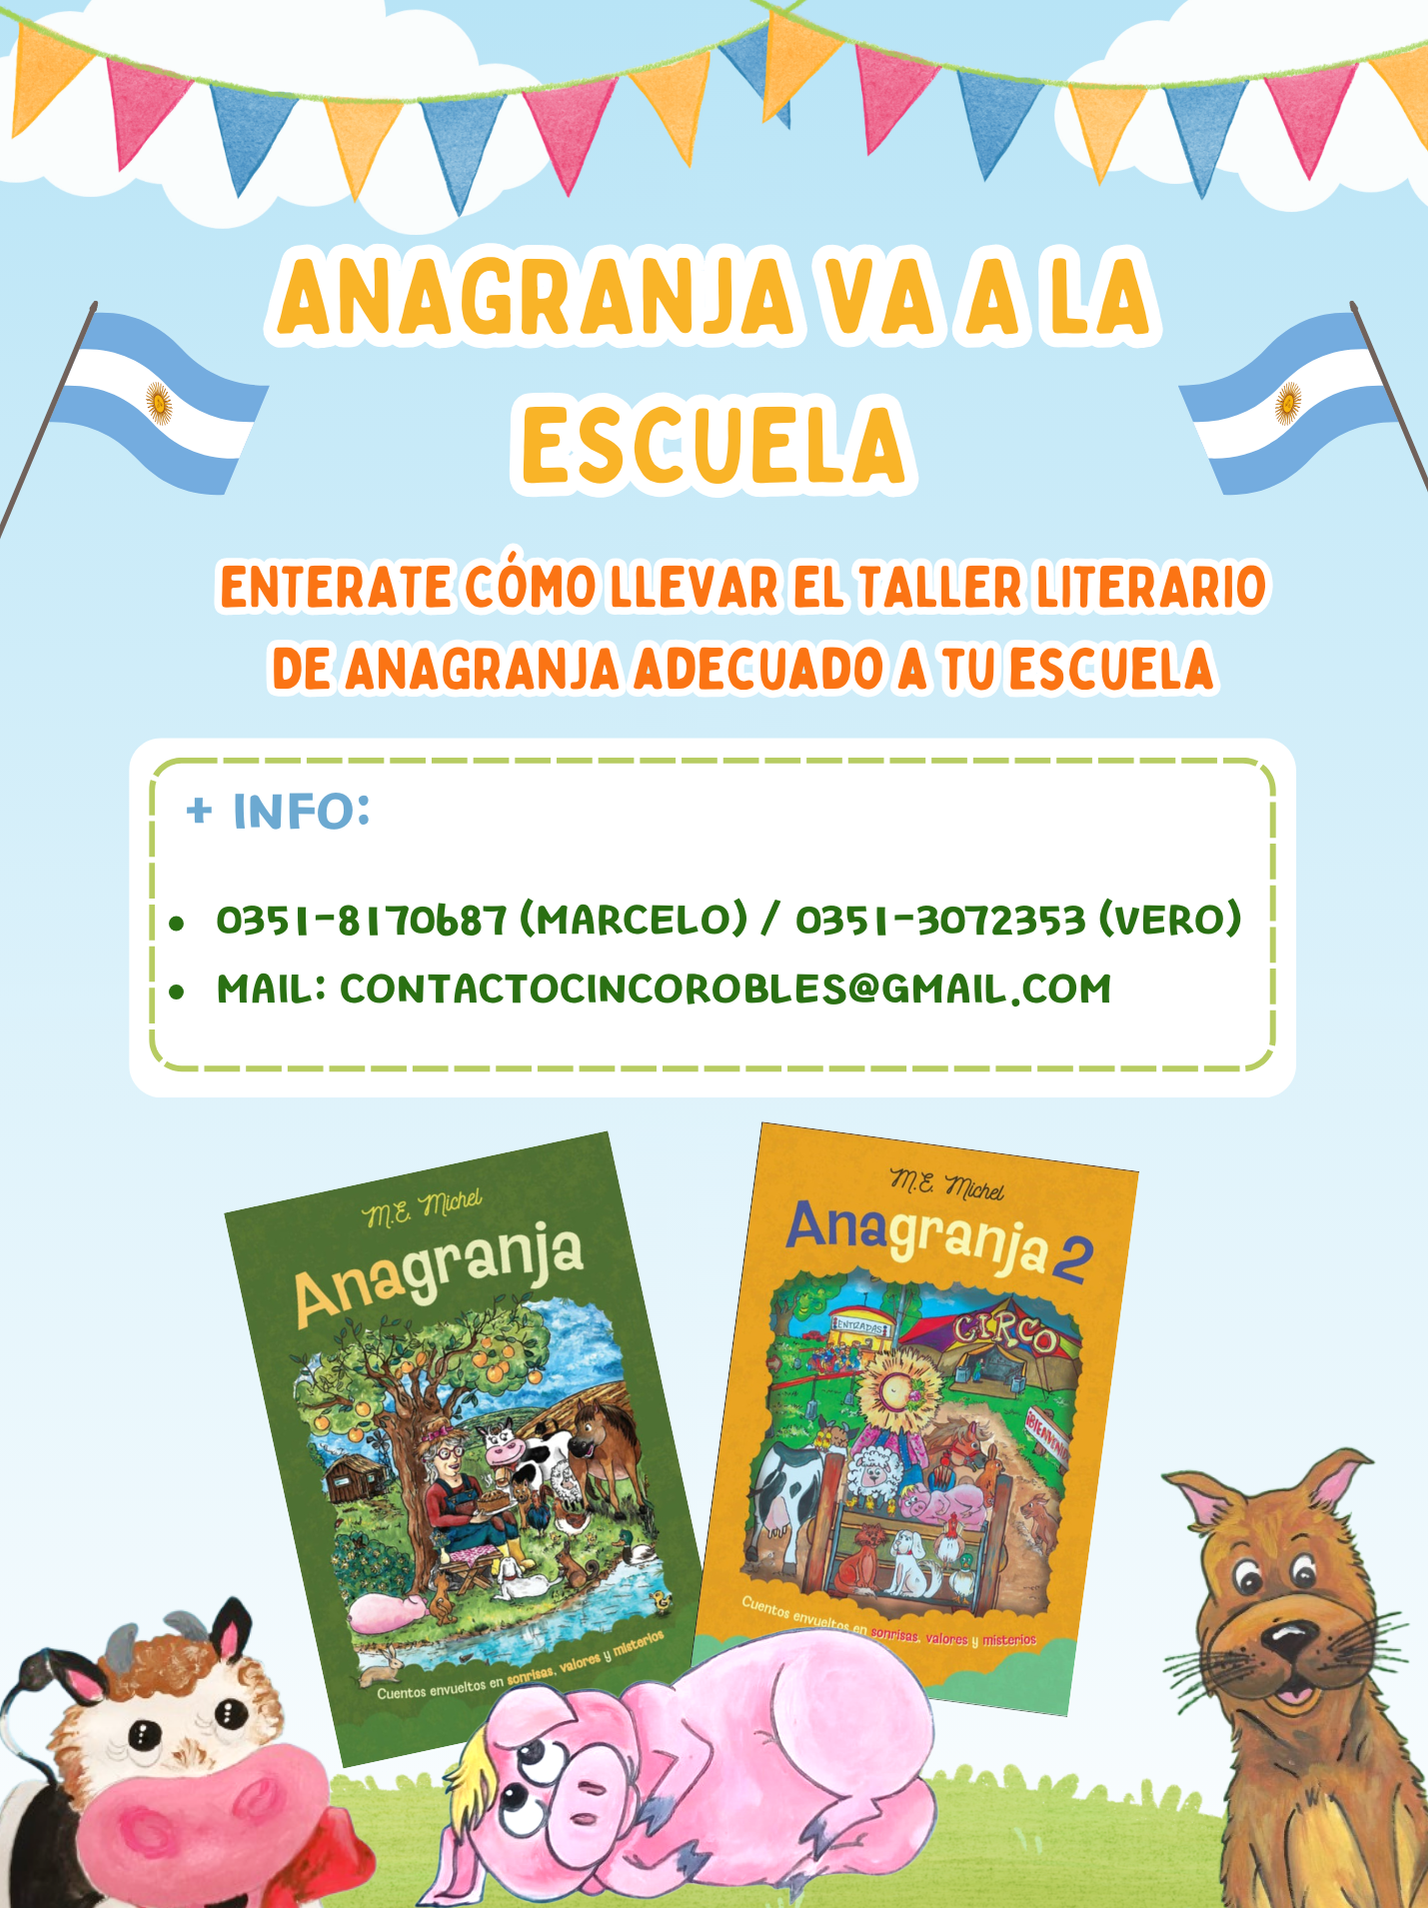 ANAGRANJA VA A LA
ESCUELA
ENTERATE CÓMO LLEVAR EL TALLER LITERARIO
DE ANAGRANJA ADECUADO A TU ESCUELA
+ INFO:
• 0351-8170687 (MARCELO) / 0351-3072353 (VERO)
• MAIL: CONTACTOCINCOROBLES@GMAIL.COM
M.E. Michel
Anagranja
Cuentos envueltos en sonrisas, valores y misterios
M.E. Michel
Anagranja 2
ENTRADAS
CIRCO
Cuentos envueltos en sonrisas, valores y misterios